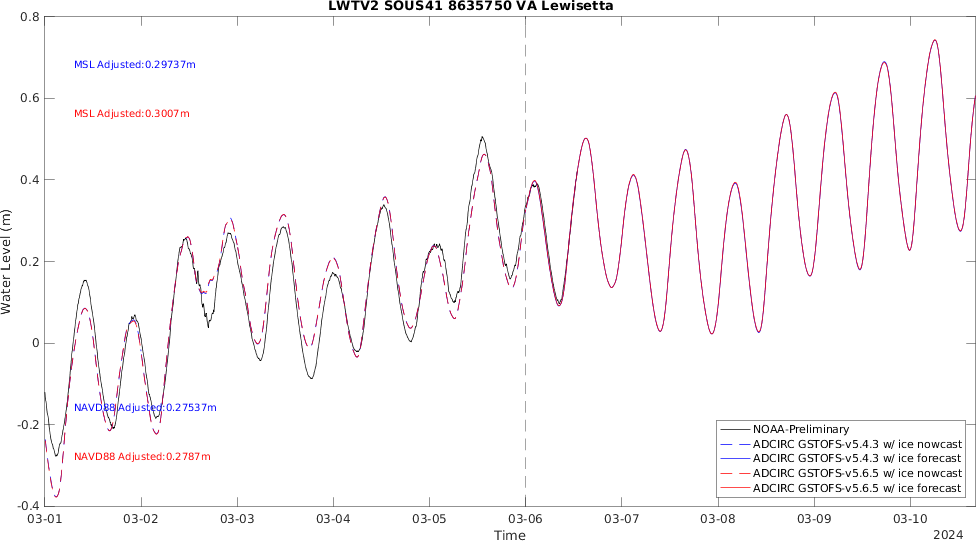 LWTV2 SOUS41 8635750 VA Lewisetta
0.8
0.6
0.4
0.2
0
-0.2
-0.4
Water Level (m)
MSL Adjusted:0.29737m
MSL Adjusted:0.3007m
NAVD88 Adjusted:0.27537m
NAVD88 Adjusted:0.2787m
NOAA-Preliminary
ADCIRC GSTOFS-v5.4.3 w/ ice nowcast
ADCIRC GSTOFS-v5.4.3 w/ ice forecast
ADCIRC GSTOFS-v5.6.5 w/ ice nowcast
ADCIRC GSTOFS-v5.6.5 w/ ice forecast
03-01 03-02 03-03 03-04 03-05 03-06 03-07 03-08 03-09 03-10
Time
2024